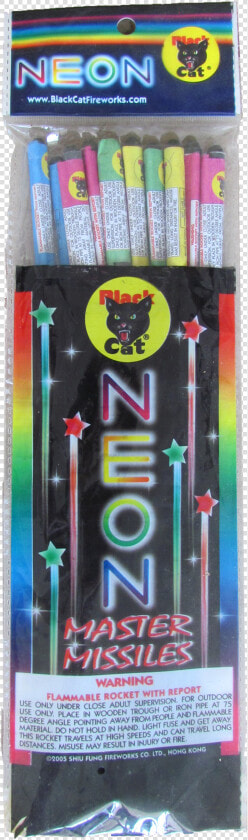 NEON
Black
Cat®
www.BlackCatFireworks.com
Black
Cat®
NEON
MASTER
MISSILES
WARNING
FLAMMABLE ROCKET WITH REPORT
USE ONLY UNDER CLOSE ADULT SUPERVISION. FOR OUTDOOR
USE ONLY. PLACE IN WOODEN TROUGH OR IRON PIPE AT 75
DEGREE ANGLE POINTING AWAY FROM PEOPLE AND FLAMMABLE
MATERIAL. DO NOT HOLD IN HAND. LIGHT FUSE AND GET AWAY.
THIS ROCKET TRAVELS AT HIGH SPEEDS AND CAN TRAVEL LONG
DISTANCES. MISUSE MAY RESULT IN INJURY OR FIRE.
©2005 SHIU FUNG FIREWORKS CO. LTD., HONG KONG